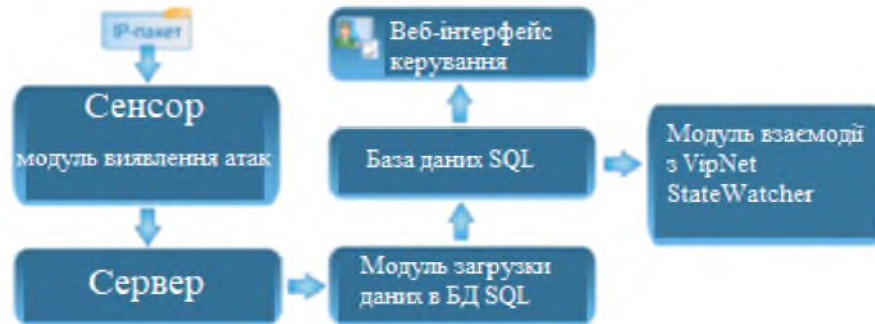 IP-пакет
Сенсор
модуль виявлення атак
Сервер
Модуль загрузки
даних в БД SQL
База даних SQL
Веб-інтерфейс
керування
Модуль взаємодії
з VipNet
StateWatcher